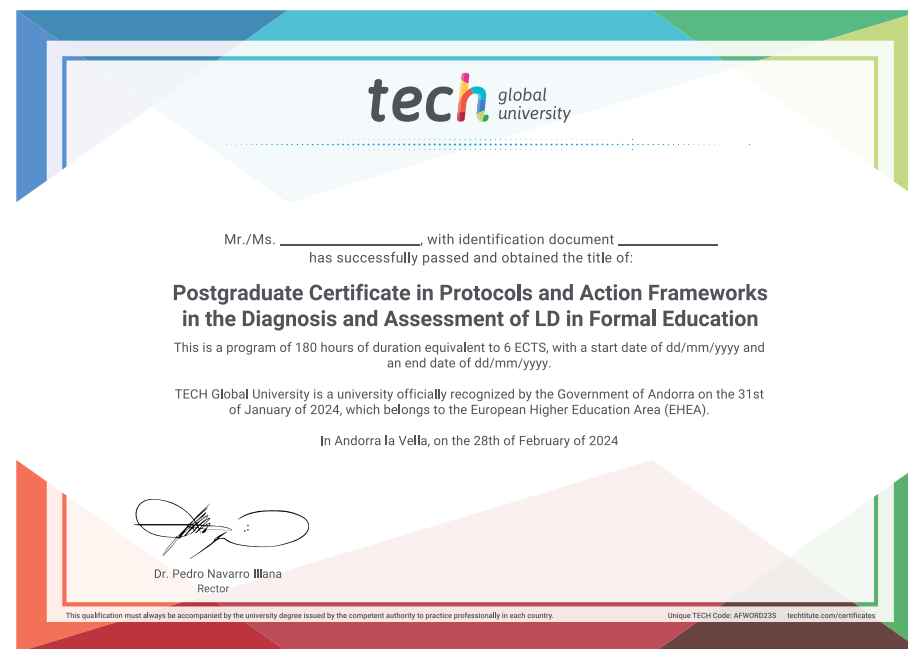 tech global university
Mr./Ms. ____________, with identification document ____________
has successfully passed and obtained the title of:
Postgraduate Certificate in Protocols and Action Frameworks
in the Diagnosis and Assessment of LD in Formal Education
This is a program of 180 hours of duration equivalent to 6 ECTS, with a start date of dd/mm/yyyy and
an end date of dd/mm/yyyy.
TECH Global University is a university officially recognized by the Government of Andorra on the 31st
of January of 2024, which belongs to the European Higher Education Area (EHEA).
In Andorra la Vella, on the 28th of February of 2024
Dr. Pedro Navarro Illana
Rector
This qualification must always be accompanied by the university degree issued by the competent authority to practice professionally in each country.
Unique TECH Code: AFWORD23S techtitute.com/certificates